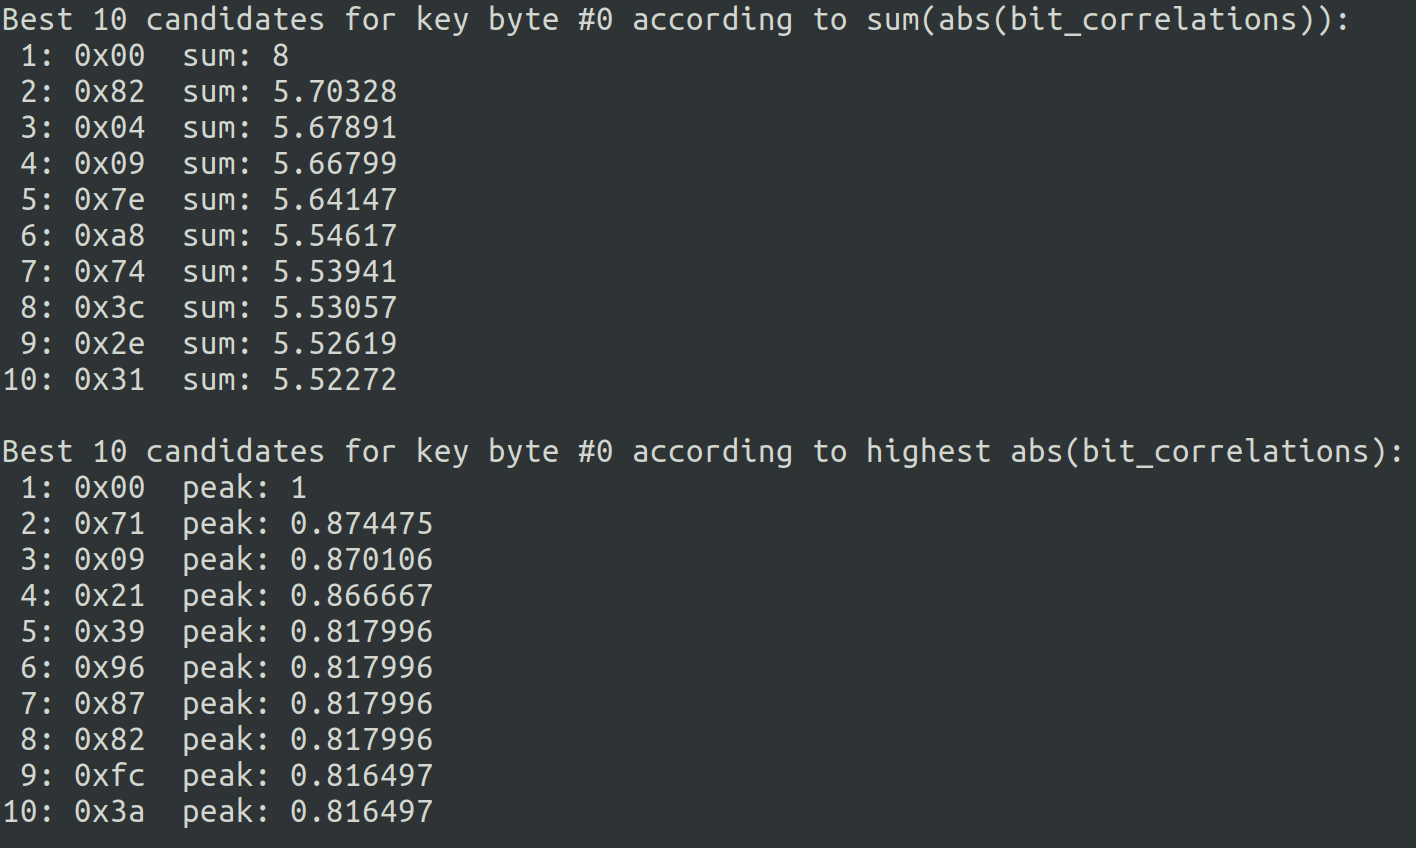 Best 10 candidates for key byte #0 according to sum(abs(bit_correlations)):
 1: 0x00  sum: 8
 2: 0x82  sum: 5.70328
 3: 0x04  sum: 5.67891
 4: 0x09  sum: 5.66799
 5: 0x7e  sum: 5.64147
 6: 0xa8  sum: 5.54617
 7: 0x74  sum: 5.53941
 8: 0x3c  sum: 5.53057
 9: 0x2e  sum: 5.52619
10: 0x31  sum: 5.52272

Best 10 candidates for key byte #0 according to highest abs(bit_correlations):
 1: 0x00  peak: 1
 2: 0x71  peak: 0.874475
 3: 0x09  peak: 0.870106
 4: 0x21  peak: 0.866667
 5: 0x39  peak: 0.817996
 6: 0x96  peak: 0.817996
 7: 0x87  peak: 0.817996
 8: 0x82  peak: 0.817996
 9: 0xfc  peak: 0.816497
10: 0x3a  peak: 0.816497